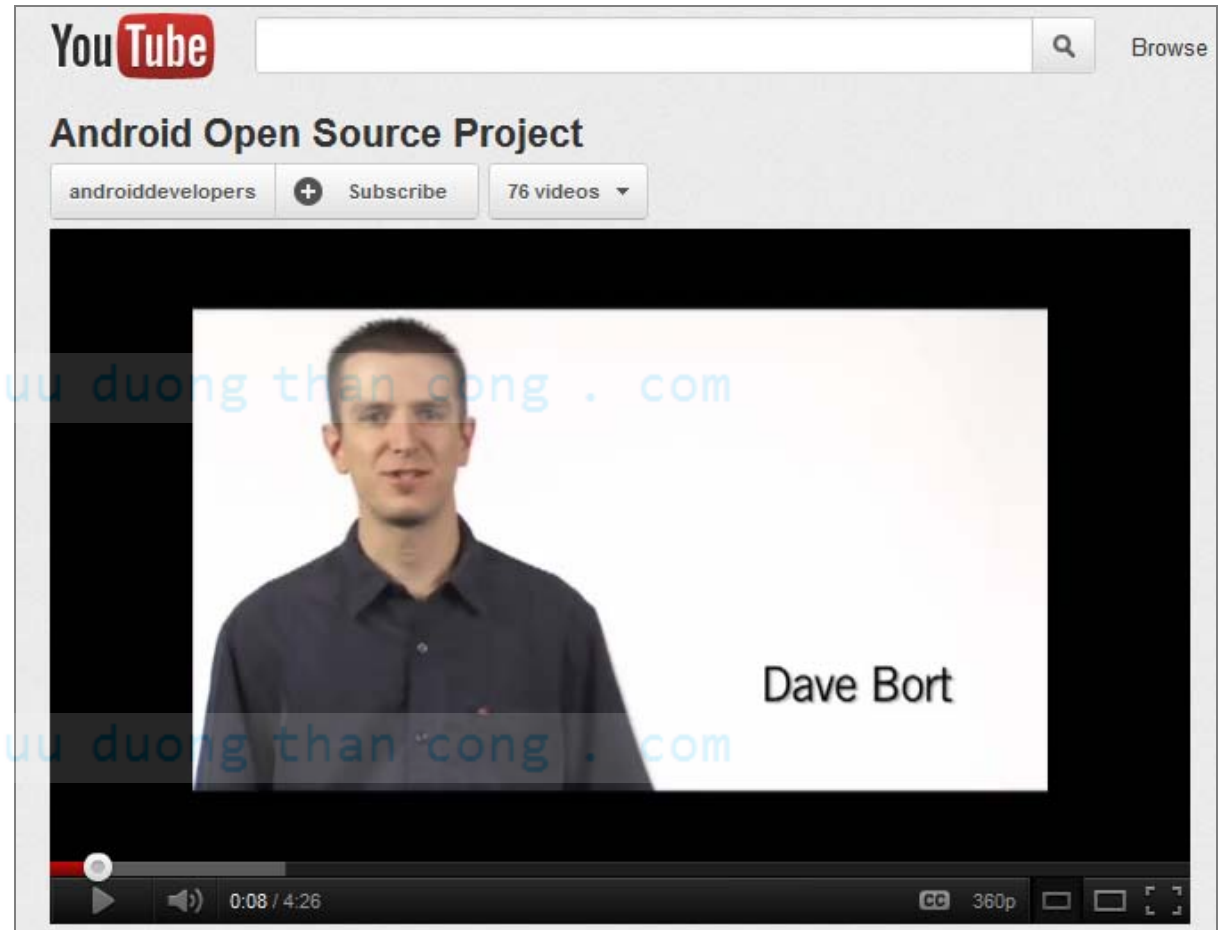 YouTube
Browse
Android Open Source Project
androiddevelopers Subscribe 76 videos
uu duong than cong . com
Dave Bort
uu duong than cong . com
0:08 / 4:26 CC 360p